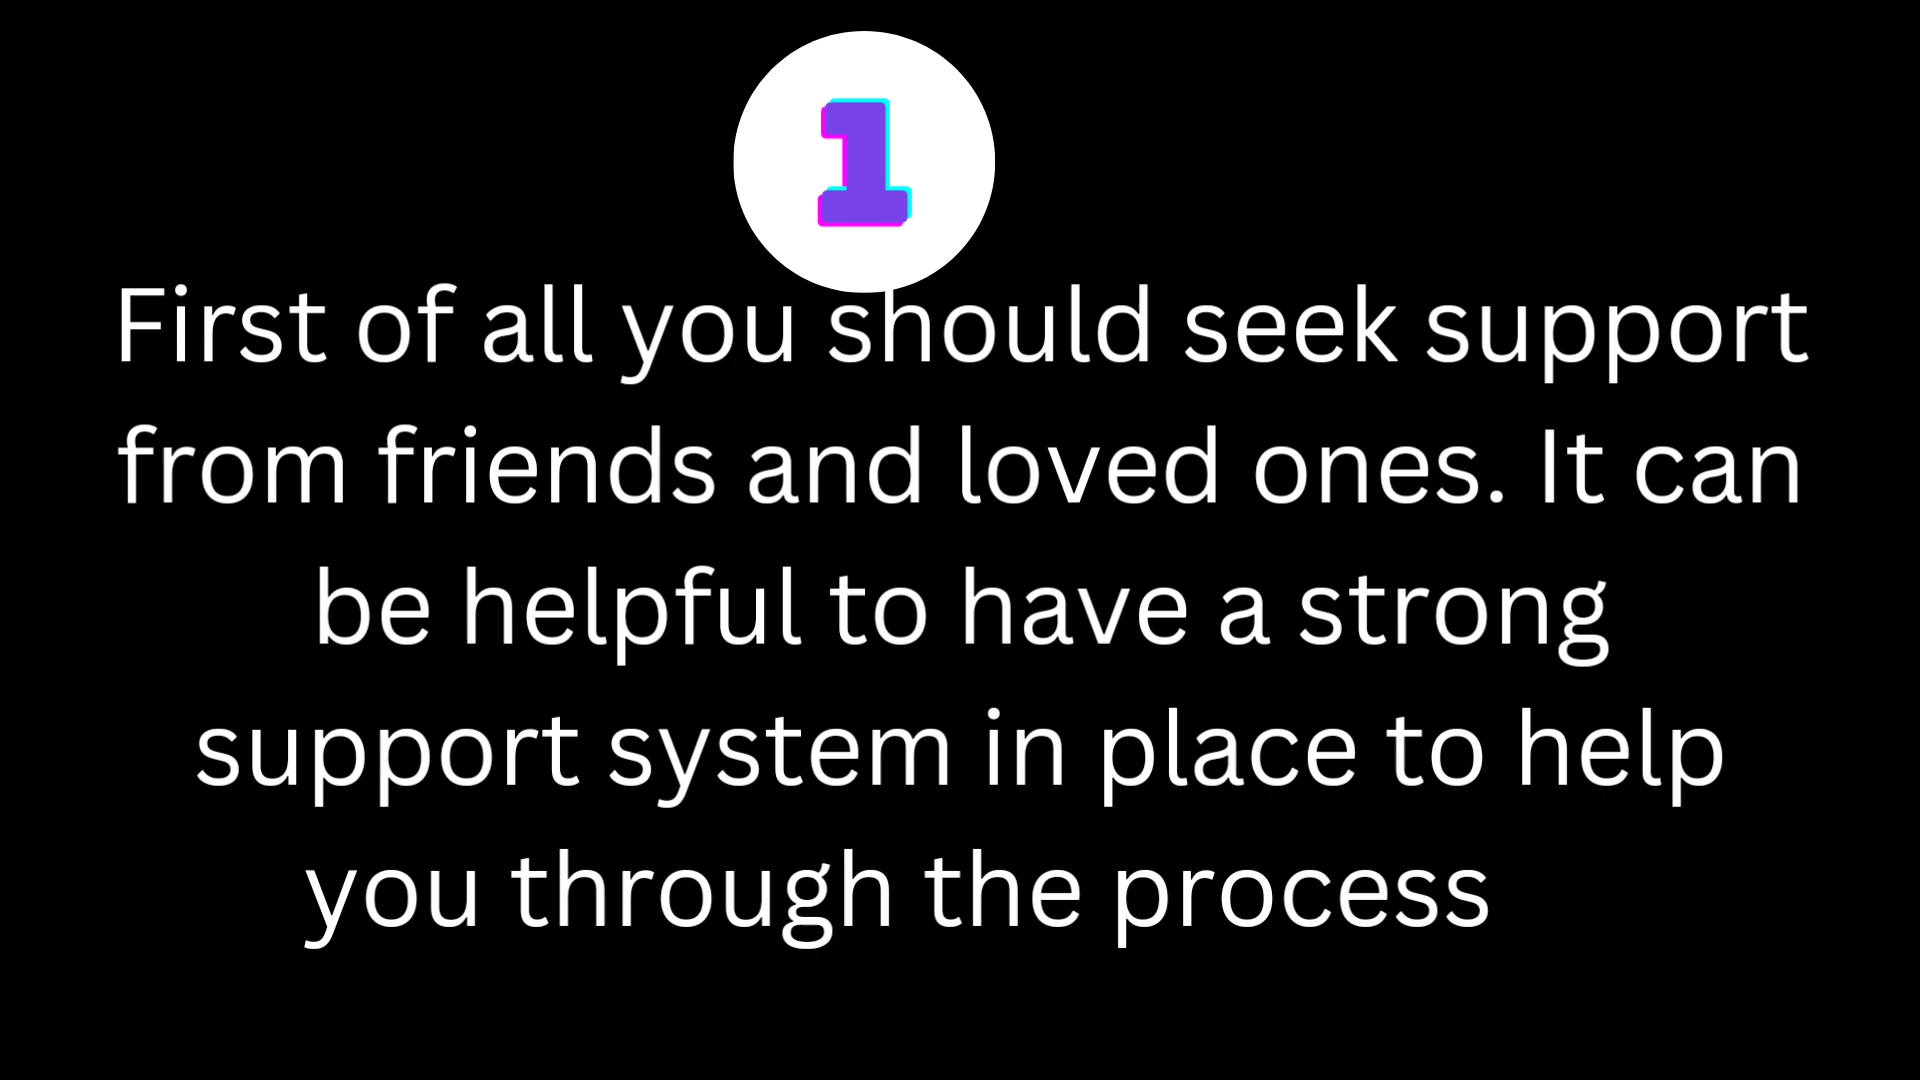 1
First of all you should seek support
from friends and loved ones. It can
be helpful to have a strong
support system in place to help
you through the process